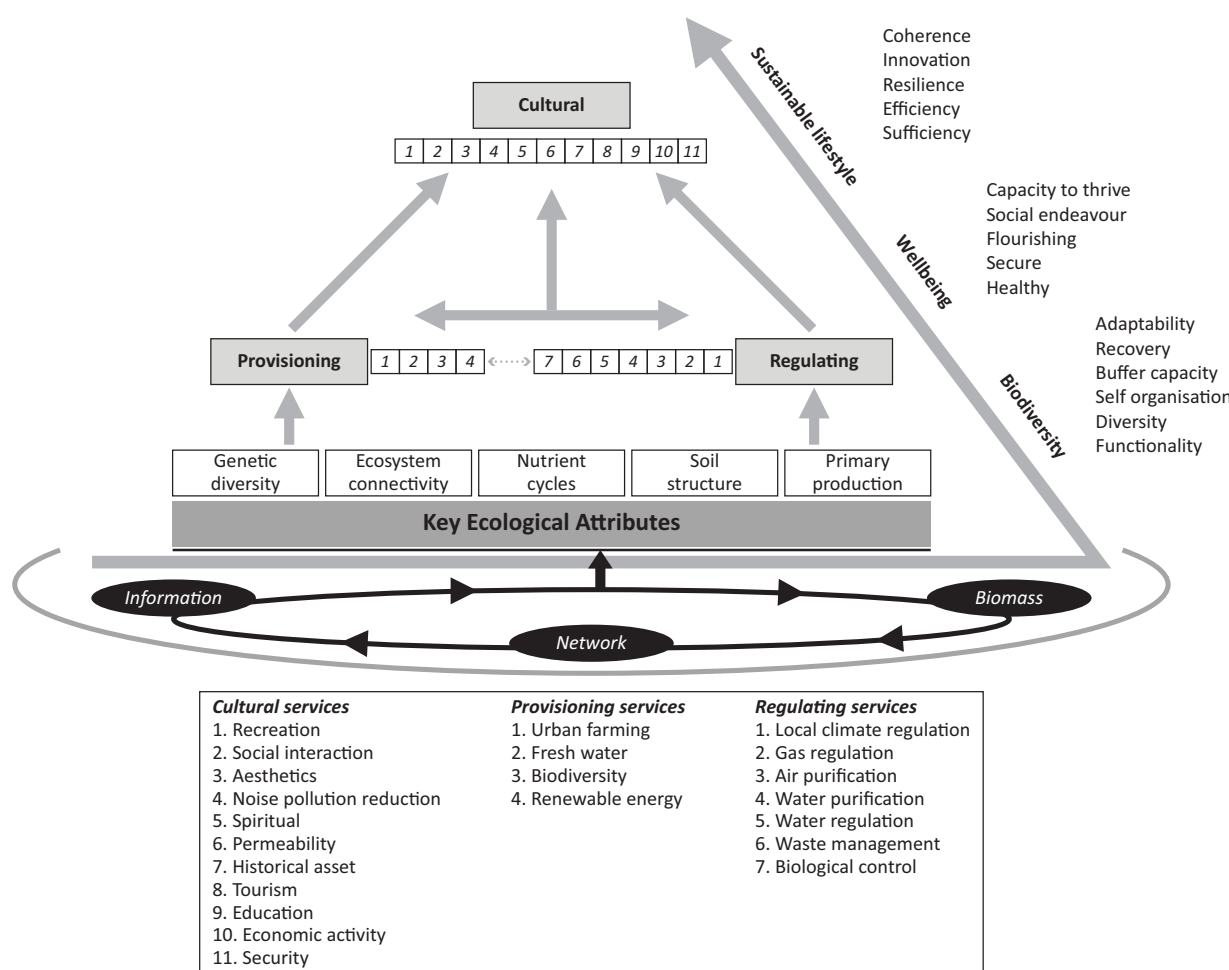 Coherence
Innovation
Resilience
Efficiency
Sufficiency
Sustainable lifestyle
Cultural
1 2 3 4 5 6 7 8 9 10 11
Capacity to thrive
Social endeavour
Flourishing
Secure
Healthy
Wellbeing
Adaptability
Recovery
Buffer capacity
Self organisation
Diversity
Functionality
Biodiversity
Provisioning 1 2 3 4 7 6 5 4 3 2 1 Regulating
Genetic
diversity
Ecosystem
connectivity
Nutrient
cycles
Soil
structure
Primary
production
Key Ecological Attributes
Information
Biomass
Network
Cultural services
1. Recreation
2. Social interaction
3. Aesthetics
4. Noise pollution reduction
5. Spiritual
6. Permeability
7. Historical asset
8. Tourism
9. Education
10. Economic activity
11. Security
Provisioning services
1. Urban farming
2. Fresh water
3. Biodiversity
4. Renewable energy
Regulating services
1. Local climate regulation
2. Gas regulation
3. Air purification
4. Water purification
5. Water regulation
6. Waste management
7. Biological control